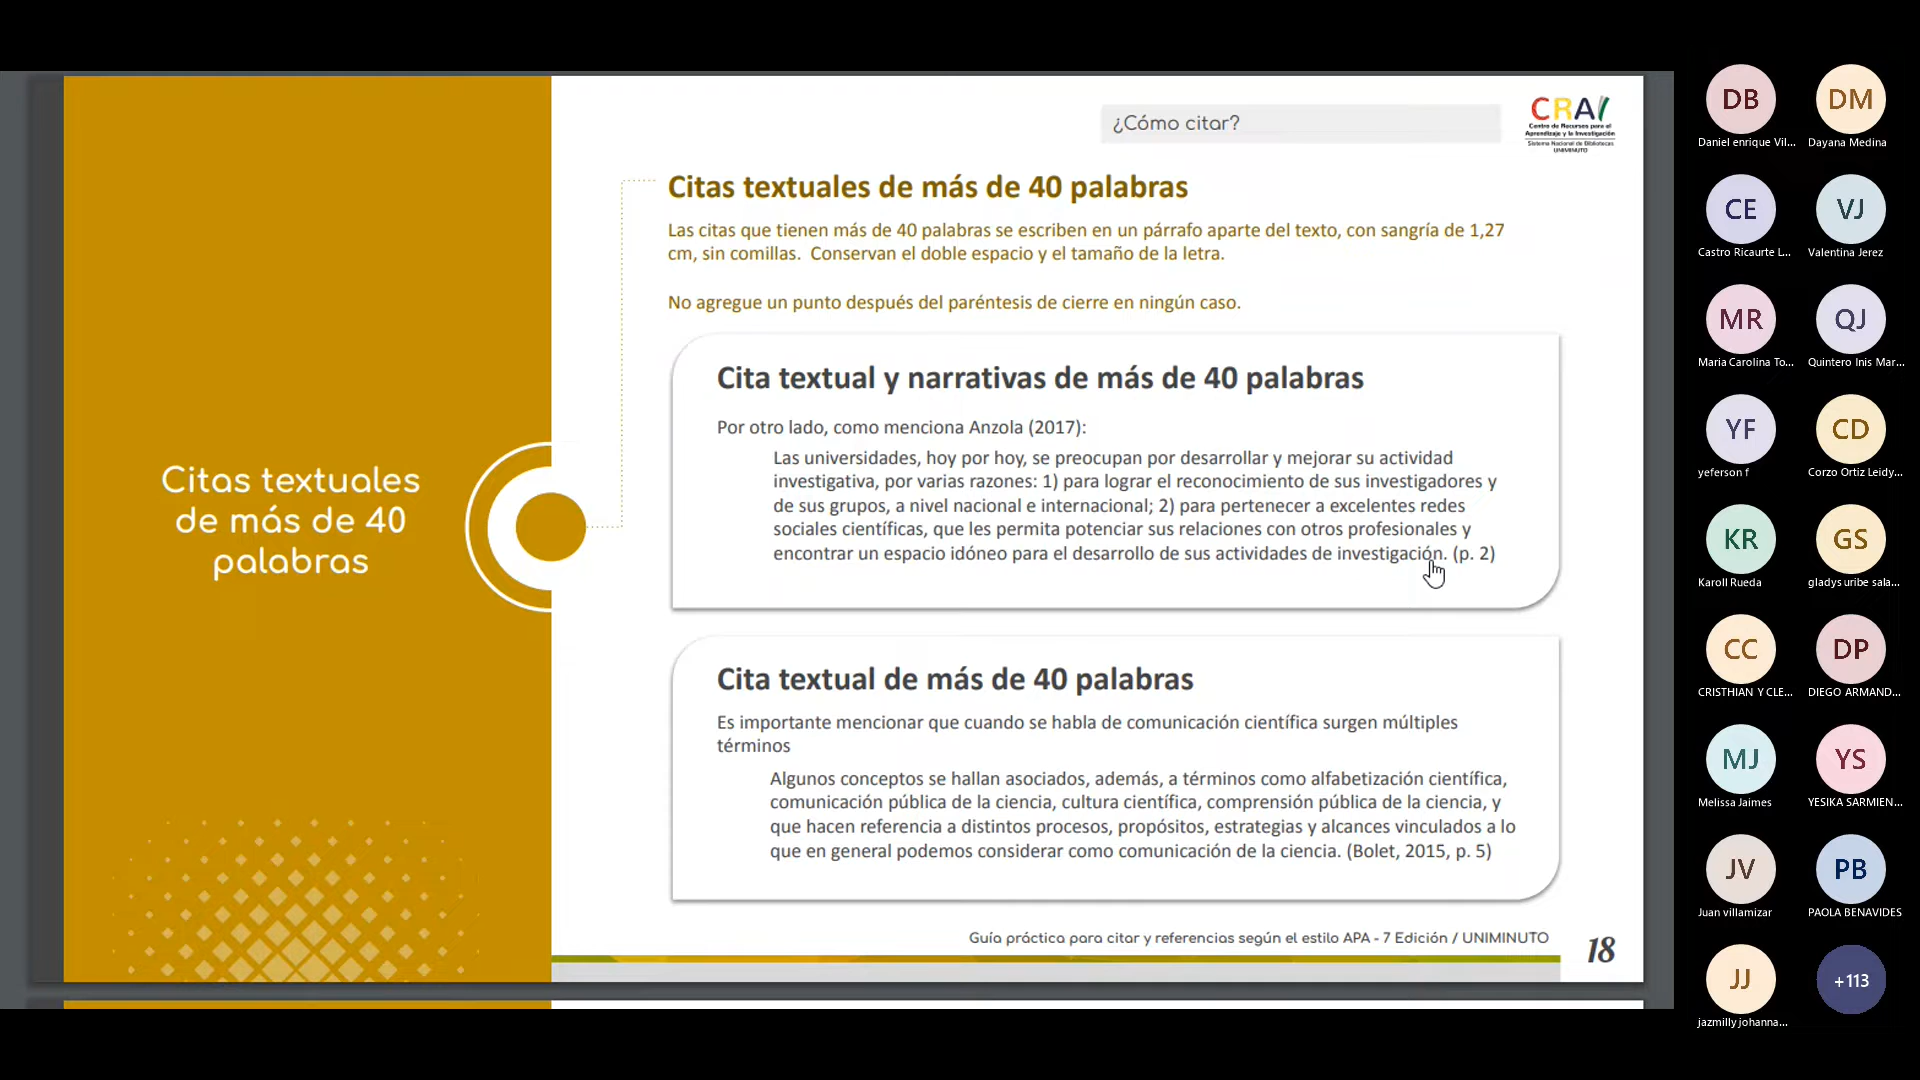 Citas textuales
de más de 40
palabras
¿Cómo citar?
CRAI
Centro de Recursos para el
Aprendizaje y la Investigación
Sistema Nacional de Bibliotecas
UNIMINUTO
Citas textuales de más de 40 palabras
Las citas que tienen más de 40 palabras se escriben en un párrafo aparte del texto, con sangría de 1,27
cm, sin comillas. Conservan el doble espacio y el tamaño de la letra.
No agregue un punto después del paréntesis de cierre en ningún caso.
Cita textual y narrativas de más de 40 palabras
Por otro lado, como menciona Anzola (2017):
Las universidades, hoy por hoy, se preocupan por desarrollar y mejorar su actividad
investigativa, por varias razones: 1) para lograr el reconocimiento de sus investigadores y
de sus grupos, a nivel nacional e internacional; 2) para pertenecer a excelentes redes
sociales científicas, que les permita potenciar sus relaciones con otros profesionales y
encontrar un espacio idóneo para el desarrollo de sus actividades de investigación. (p. 2)
Cita textual de más de 40 palabras
Es importante mencionar que cuando se habla de comunicación científica surgen múltiples
términos
Algunos conceptos se hallan asociados, además, a términos como alfabetización científica,
comunicación pública de la ciencia, cultura científica, comprensión pública de la ciencia, y
que hacen referencia a distintos procesos, propósitos, estrategias y alcances vinculados a lo
que en general podemos considerar como comunicación de la ciencia. (Bolet, 2015, p. 5)
Guía práctica para citar y referencias según el estilo APA - 7 Edición / UNIMINUTO
18
DB
Daniel enrique Vil...
DM
Dayana Medina
CE
Castro Ricaurte L...
VJ
Valentina Jerez
MR
Maria Carolina To...
QJ
Quintero Inis Mar...
YF
yeferson f
CD
Corzo Ortiz Leidy...
KR
Karoll Rueda
GS
gladys uribe sala...
CC
CRISTHIAN Y CLE...
DP
DIEGO ARMAND...
MJ
Melissa Jaimes
YS
YESIKA SARMIEN...
JV
Juan villamizar
PB
PAOLA BENAVIDES
JJ
jazmilly johanna...
+113